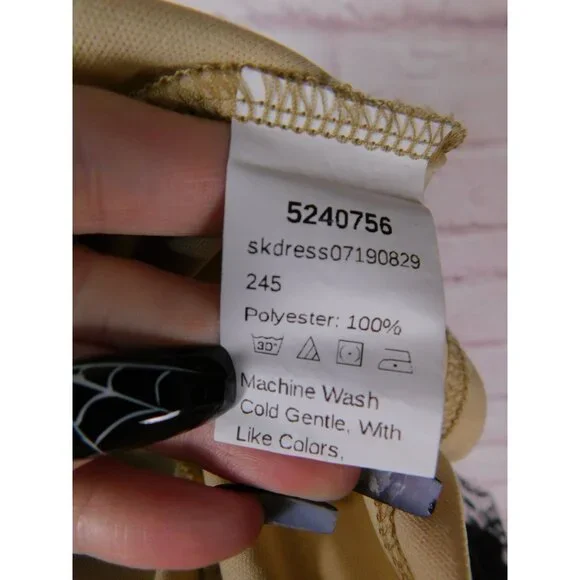 5240756
skdress07190829
245
Polyester: 100%
30°
Machine Wash
Cold Gentle, With
Like Colors,